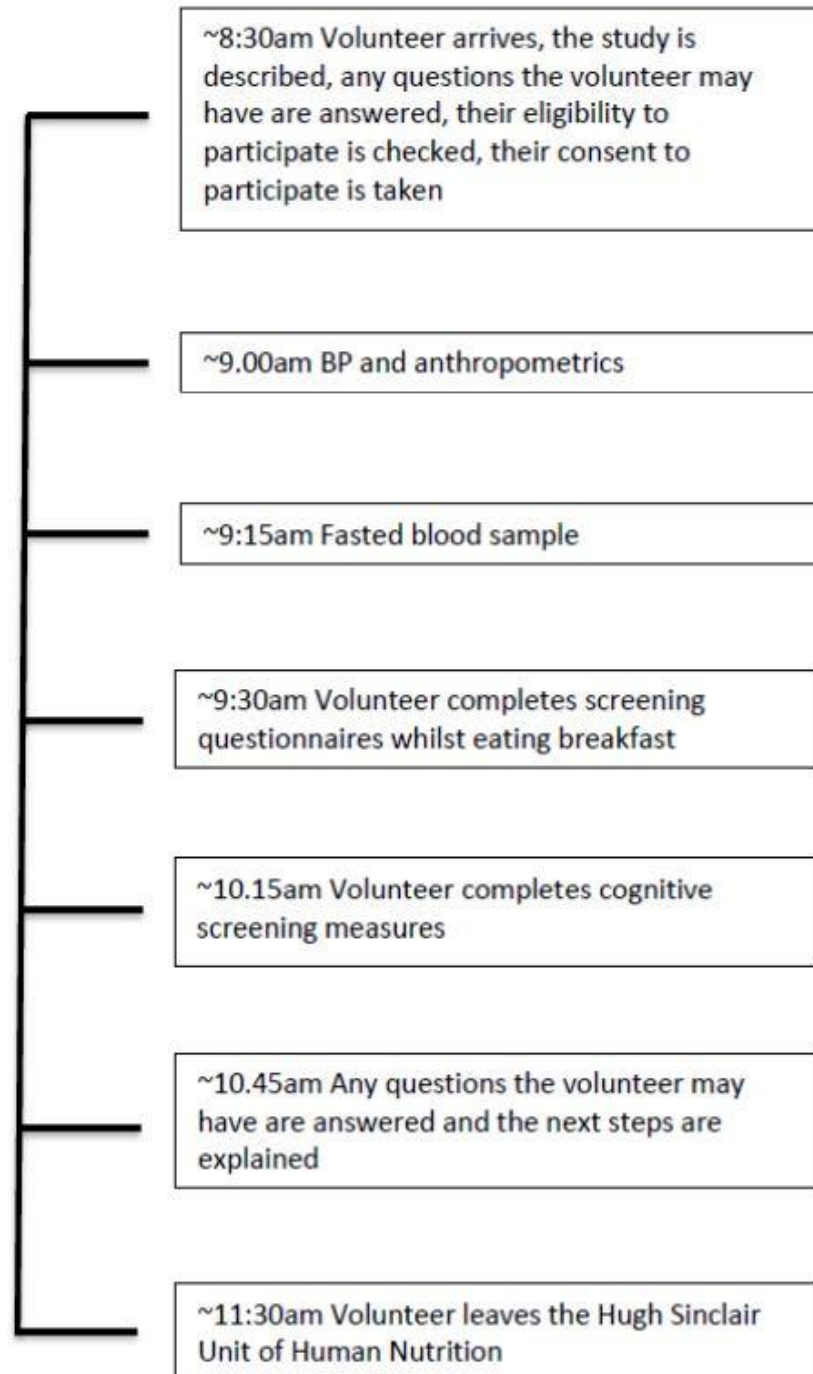 ~8:30am Volunteer arrives, the study is
described, any questions the volunteer may
have are answered, their eligibility to
participate is checked, their consent to
participate is taken
~9.00am BP and anthropometrics
~9:15am Fasted blood sample
~9:30am Volunteer completes screening
questionnaires whilst eating breakfast
~10.15am Volunteer completes cognitive
screening measures
~10.45am Any questions the volunteer may
have are answered and the next steps are
explained
~11:30am Volunteer leaves the Hugh Sinclair
Unit of Human Nutrition